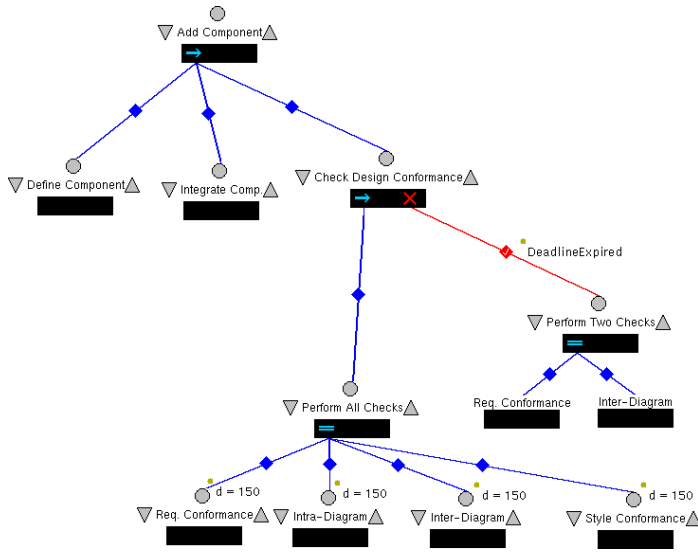 Add Component
Define Component
Integrate Comp.
Check Design Conformance
DeadlineExpired
Perform Two Checks
Req. Conformance
Inter-Diagram
Perform All Checks
d = 150
d = 150
d = 150
d = 150
Req. Conformance
Intra-Diagram
Inter-Diagram
Style Conformance